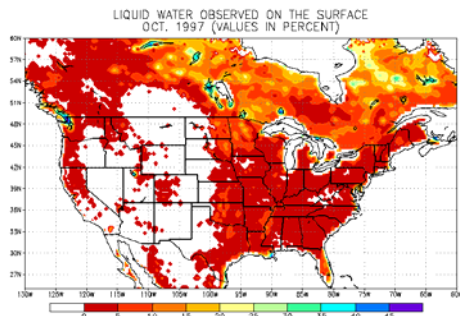 LIQUID WATER OBSERVED ON THE SURFACE
OCT. 1997 (VALUES IN PERCENT)
60N
57N
54N
51N
48N
45N
42N
39N
36N
33N
30N
27N
130W 125W 120W 115W 110W 105W 100W 95W 90W 85W 80W 75W 70W 65W 60W
0 5 10 15 20 25 30 35 40 45